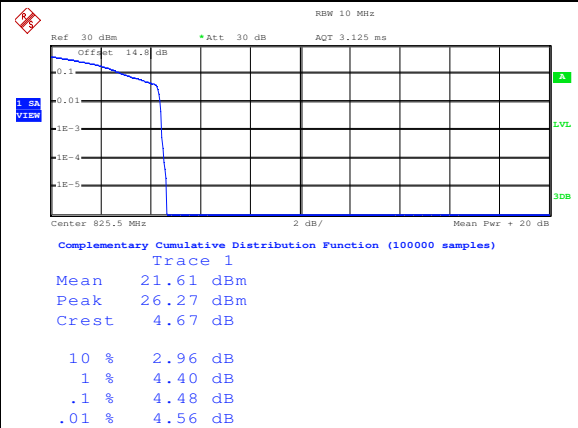 RBW 10 MHz
Ref 30 dBm *Att 30 dB AQT 3.125 ms
Offset 14.8 dB
0.1
A
0.01
1 SA
VIEW
1E-3
LVL
1E-4
1E-5
3DB
Center 825.5 MHz 2 dB/ Mean Pwr + 20 dB
Complementary Cumulative Distribution Function (100000 samples)
Trace 1
Mean 21.61 dBm
Peak 26.27 dBm
Crest 4.67 dB
10 % 2.96 dB
1 % 4.40 dB
.1 % 4.48 dB
.01 % 4.56 dB